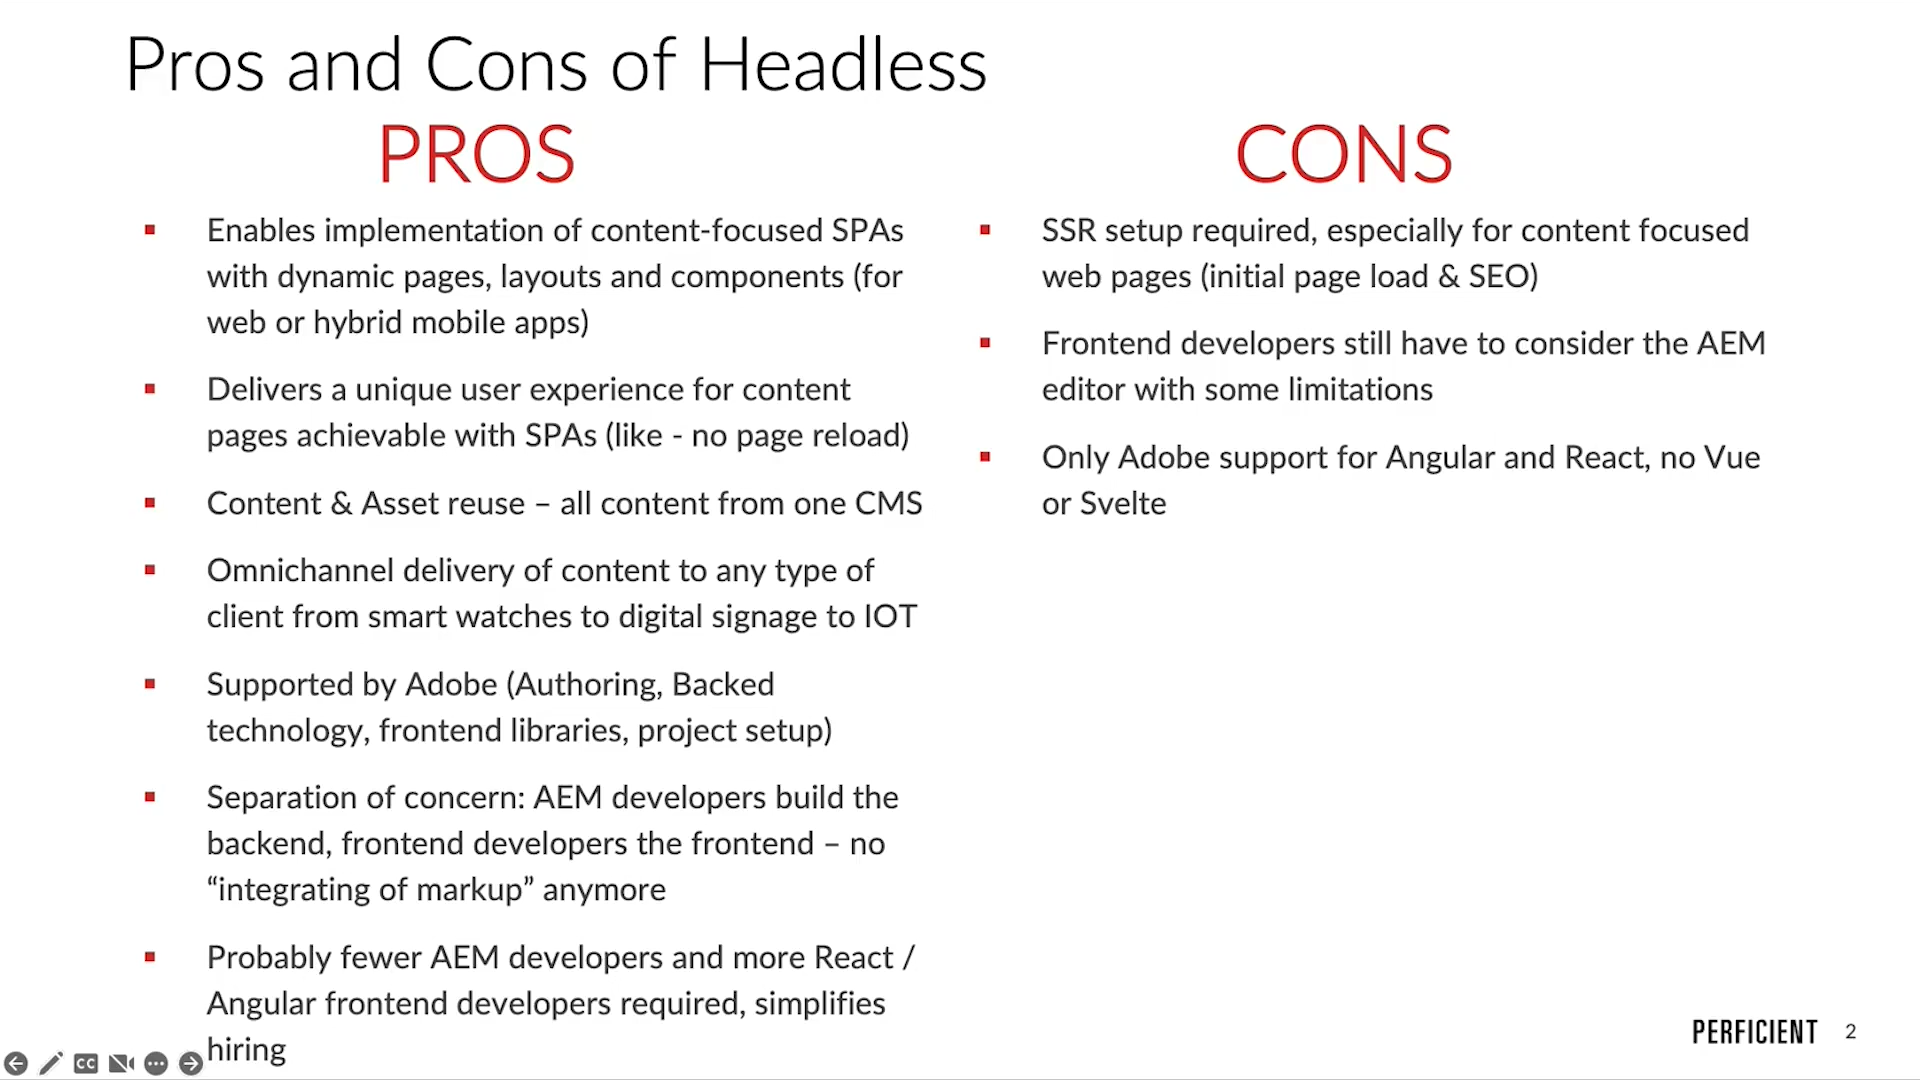 Pros and Cons of Headless
PROS
Enables implementation of content-focused SPAs
with dynamic pages, layouts and components (for
web or hybrid mobile apps)
Delivers a unique user experience for content
pages achievable with SPAs (like - no page reload)
Content & Asset reuse – all content from one CMS
Omnichannel delivery of content to any type of
client from smart watches to digital signage to IOT
Supported by Adobe (Authoring, Backed
technology, frontend libraries, project setup)
Separation of concern: AEM developers build the
backend, frontend developers the frontend – no
“integrating of markup” anymore
Probably fewer AEM developers and more React /
Angular frontend developers required, simplifies
hiring
CONS
SSR setup required, especially for content focused
web pages (initial page load & SEO)
Frontend developers still have to consider the AEM
editor with some limitations
Only Adobe support for Angular and React, no Vue
or Svelte
PERFICIENT 2
CC